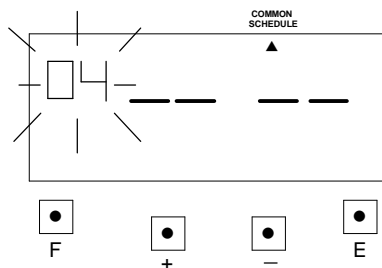 COMMON
SCHEDULE
04 -- --
F + - E